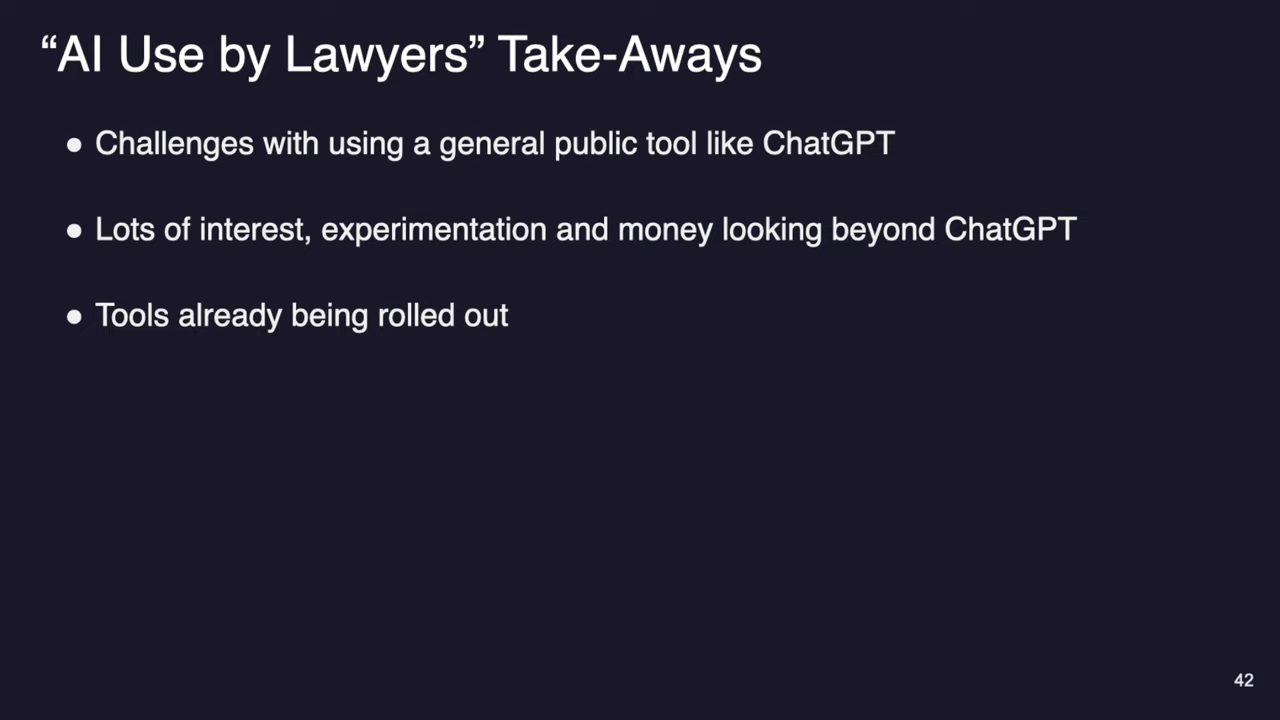 “AI Use by Lawyers” Take-Aways
● Challenges with using a general public tool like ChatGPT
● Lots of interest, experimentation and money looking beyond ChatGPT
● Tools already being rolled out
42